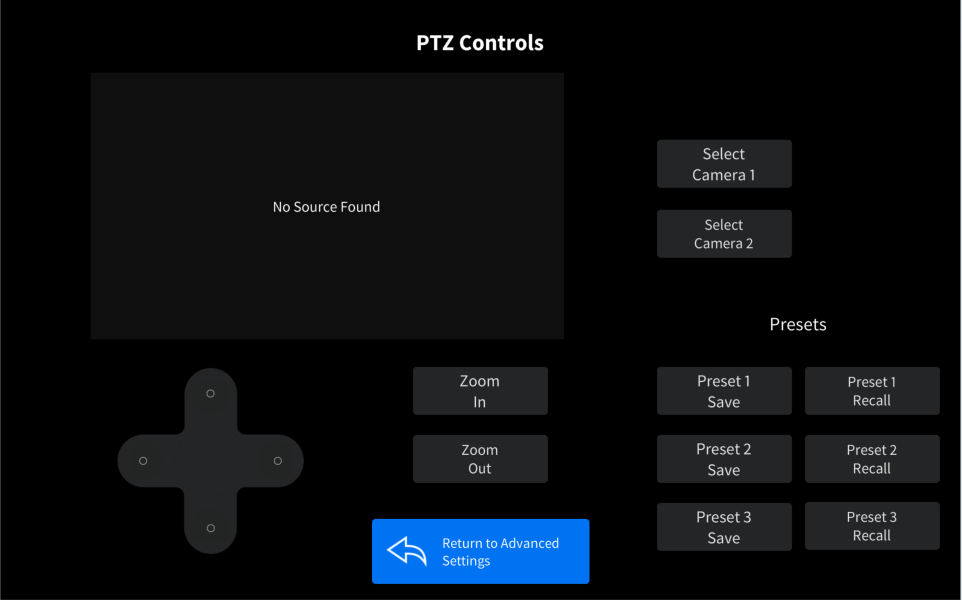 PTZ Controls
No Source Found
Select
Camera 1
Select
Camera 2
Presets
Zoom
In
Zoom
Out
Preset 1
Save
Preset 1
Recall
Preset 2
Save
Preset 2
Recall
Preset 3
Save
Preset 3
Recall
Return to Advanced
Settings